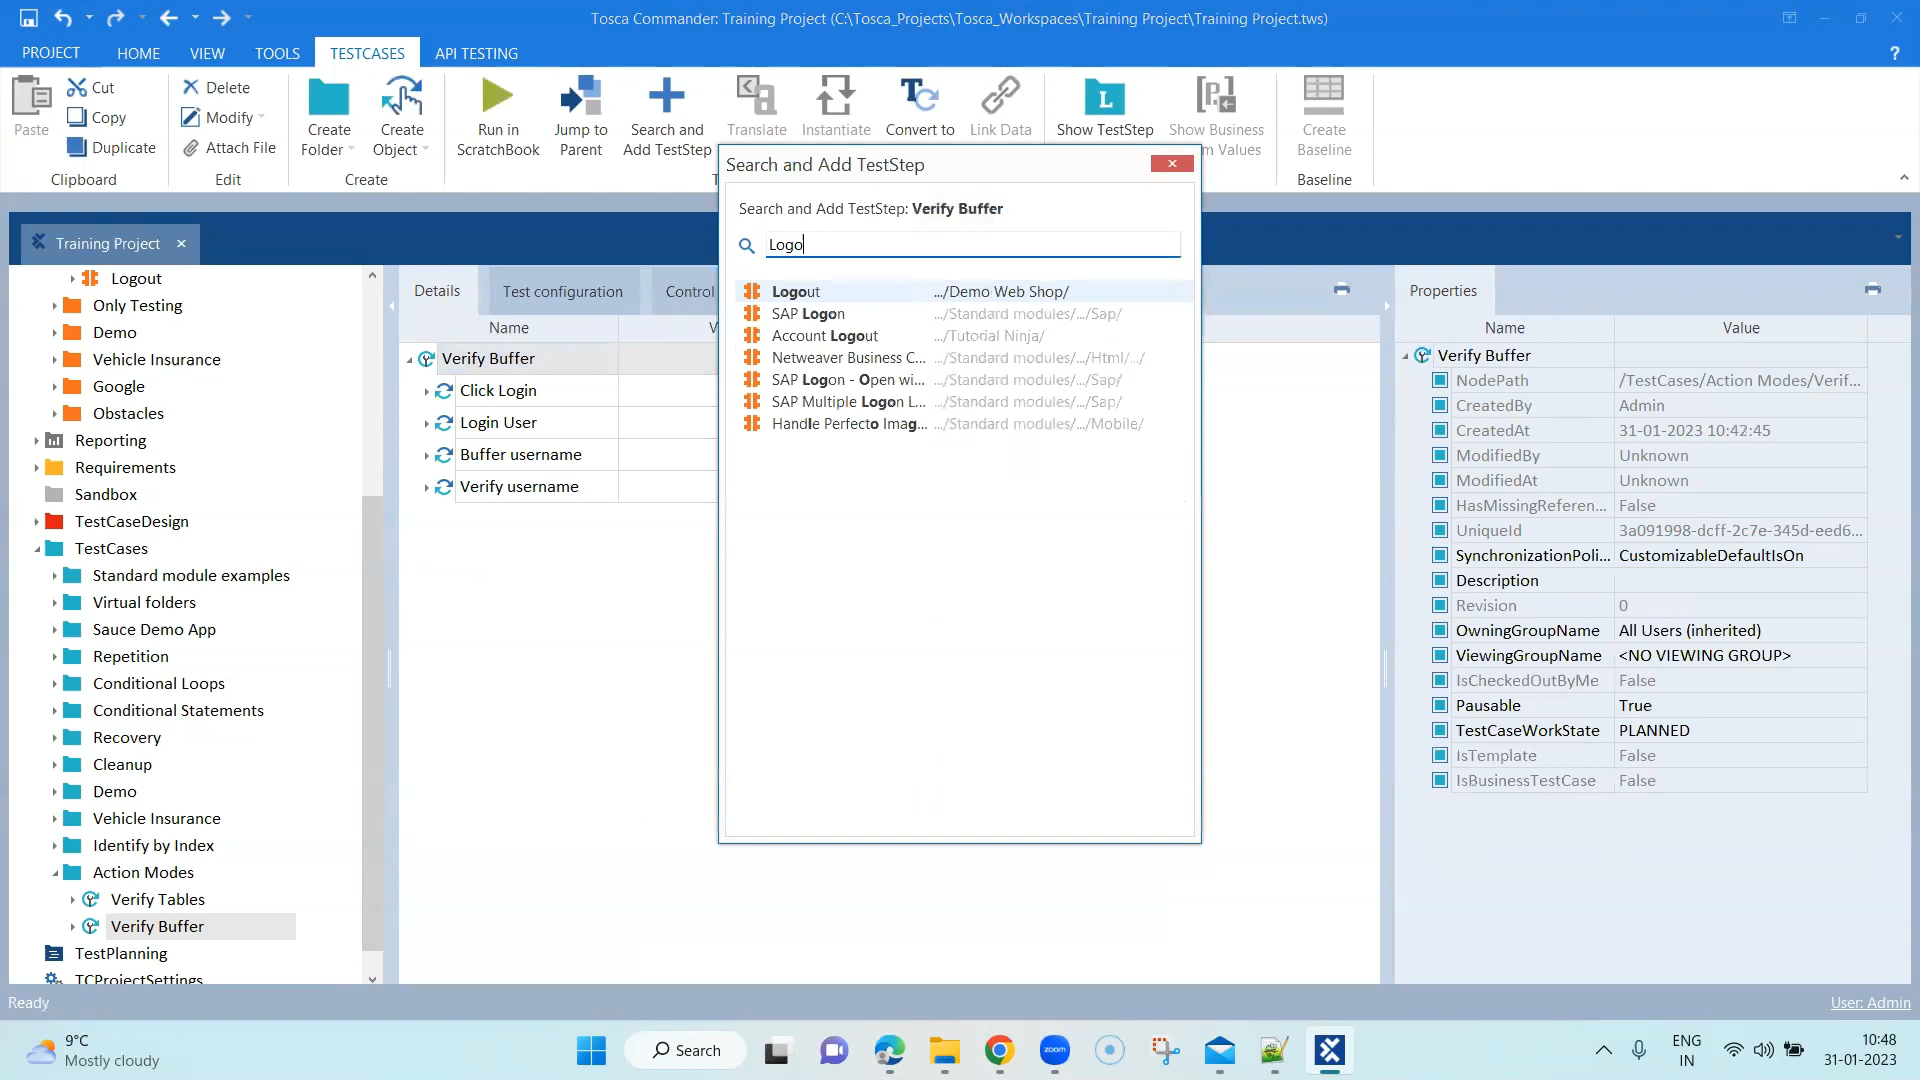 Tosca Commander: Training Project (C:\Tosca_Projects\Tosca_Workspaces\Training Project\Training Project.tws)
PROJECT
HOME
VIEW
TOOLS
TESTCASES
API TESTING
?
Paste
Cut
Copy
Duplicate
Clipboard
Delete
Modify
Attach File
Edit
Create
Folder
Create
Object
Create
Run in
ScratchBook
Jump to
Parent
Search and
Add TestStep
Translate
Instantiate
Convert to
Link Data
Show TestStep
Show Business
m Values
Create
Baseline
Baseline
Training Project
Logout
Only Testing
Demo
Vehicle Insurance
Google
Obstacles
Reporting
Requirements
Sandbox
TestCaseDesign
TestCases
Standard module examples
Virtual folders
Sauce Demo App
Repetition
Conditional Loops
Conditional Statements
Recovery
Cleanup
Demo
Vehicle Insurance
Identify by Index
Action Modes
Verify Tables
Verify Buffer
TestPlanning
TCProjectSettings
Details
Test configuration
Control
Name
V
Verify Buffer
Click Login
Login User
Buffer username
Verify username
Search and Add TestStep
Search and Add TestStep: Verify Buffer
Logo
Logout .../Demo Web Shop/
SAP Logon .../Standard modules/.../Sap/
Account Logout .../Tutorial Ninja/
Netweaver Business C... .../Standard modules/.../Html/.../
SAP Logon - Open wi... .../Standard modules/.../Sap/
SAP Multiple Logon L... .../Standard modules/.../Sap/
Handle Perfecto Imag... .../Standard modules/.../Mobile/
Properties
Name Value
Verify Buffer
NodePath /TestCases/Action Modes/Verif...
CreatedBy Admin
CreatedAt 31-01-2023 10:42:45
ModifiedBy Unknown
ModifiedAt Unknown
HasMissingReferen... False
UniqueId 3a091998-dcff-2c7e-345d-eed6...
SynchronizationPoli... CustomizableDefaultIsOn
Description
Revision 0
OwningGroupName All Users (inherited)
ViewingGroupName <NO VIEWING GROUP>
IsCheckedOutByMe False
Pausable True
TestCaseWorkState PLANNED
IsTemplate False
IsBusinessTestCase False
Ready
User: Admin
9°C
Mostly cloudy
Search
zoom
ENG
IN
10:48
31-01-2023